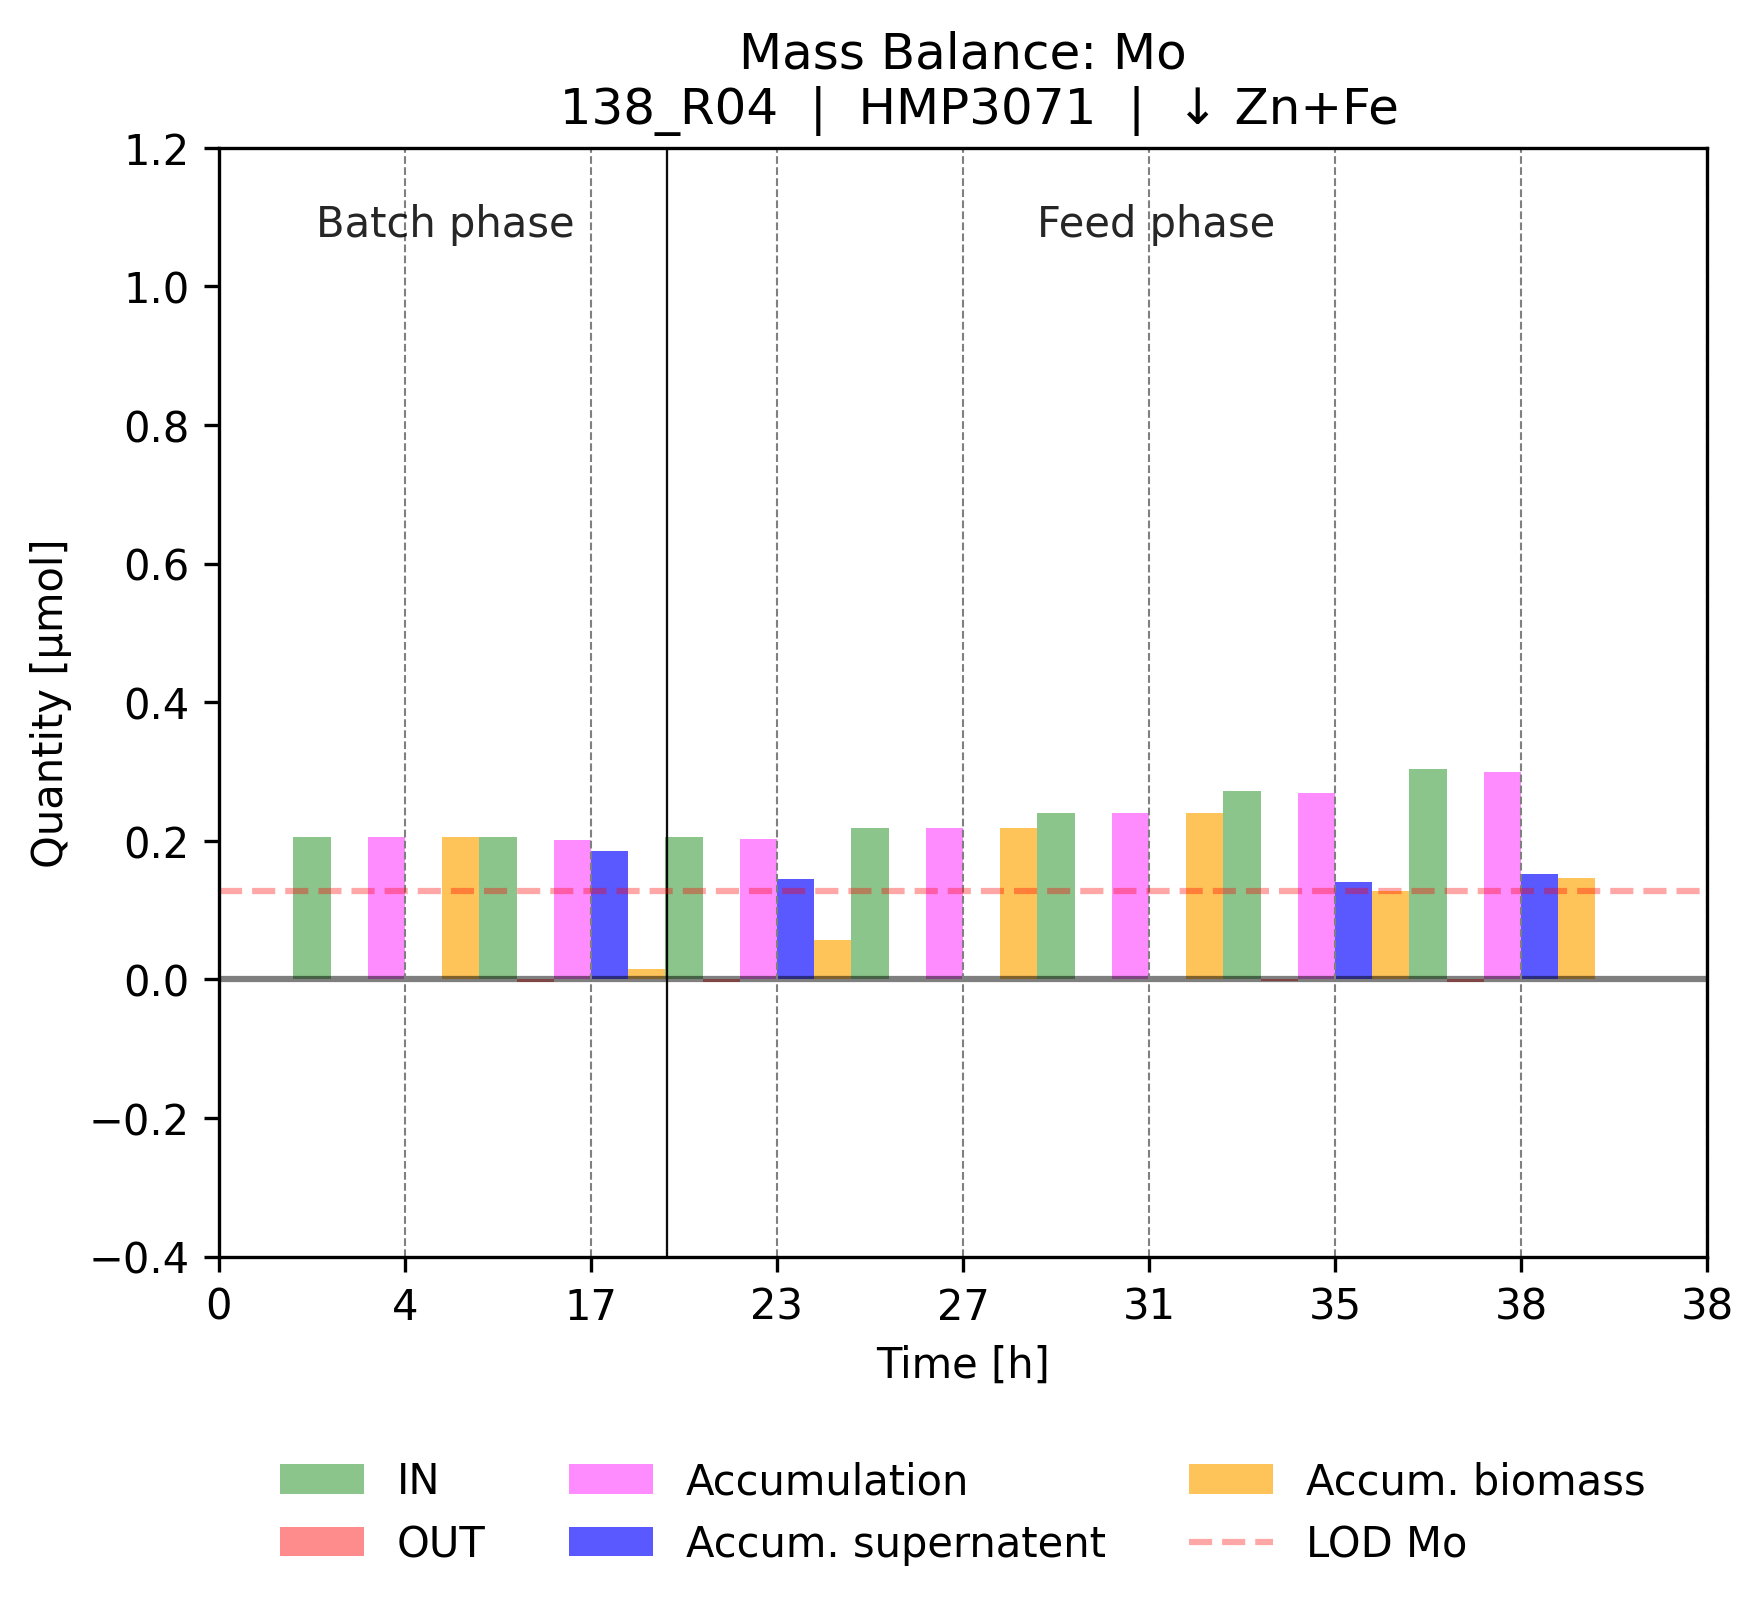 Mass Balance: Mo
138_R04 | HMP3071 | ↓ Zn+Fe
Batch phase
Feed phase
1.2
1.0
0.8
0.6
0.4
0.2
0.0
−0.2
−0.4
Quantity [µmol]
0 4 17 23 27 31 35 38 38
Time [h]
IN
OUT
Accumulation
Accum. supernatent
Accum. biomass
LOD Mo